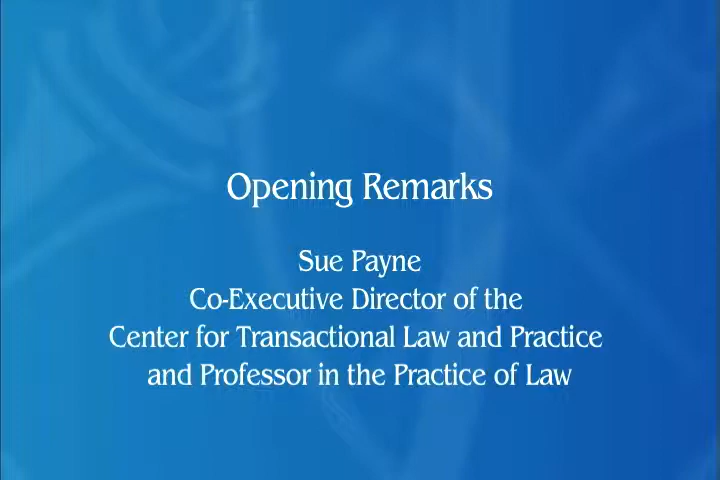 Opening Remarks
Sue Payne
Co-Executive Director of the
Center for Transactional Law and Practice
and Professor in the Practice of Law